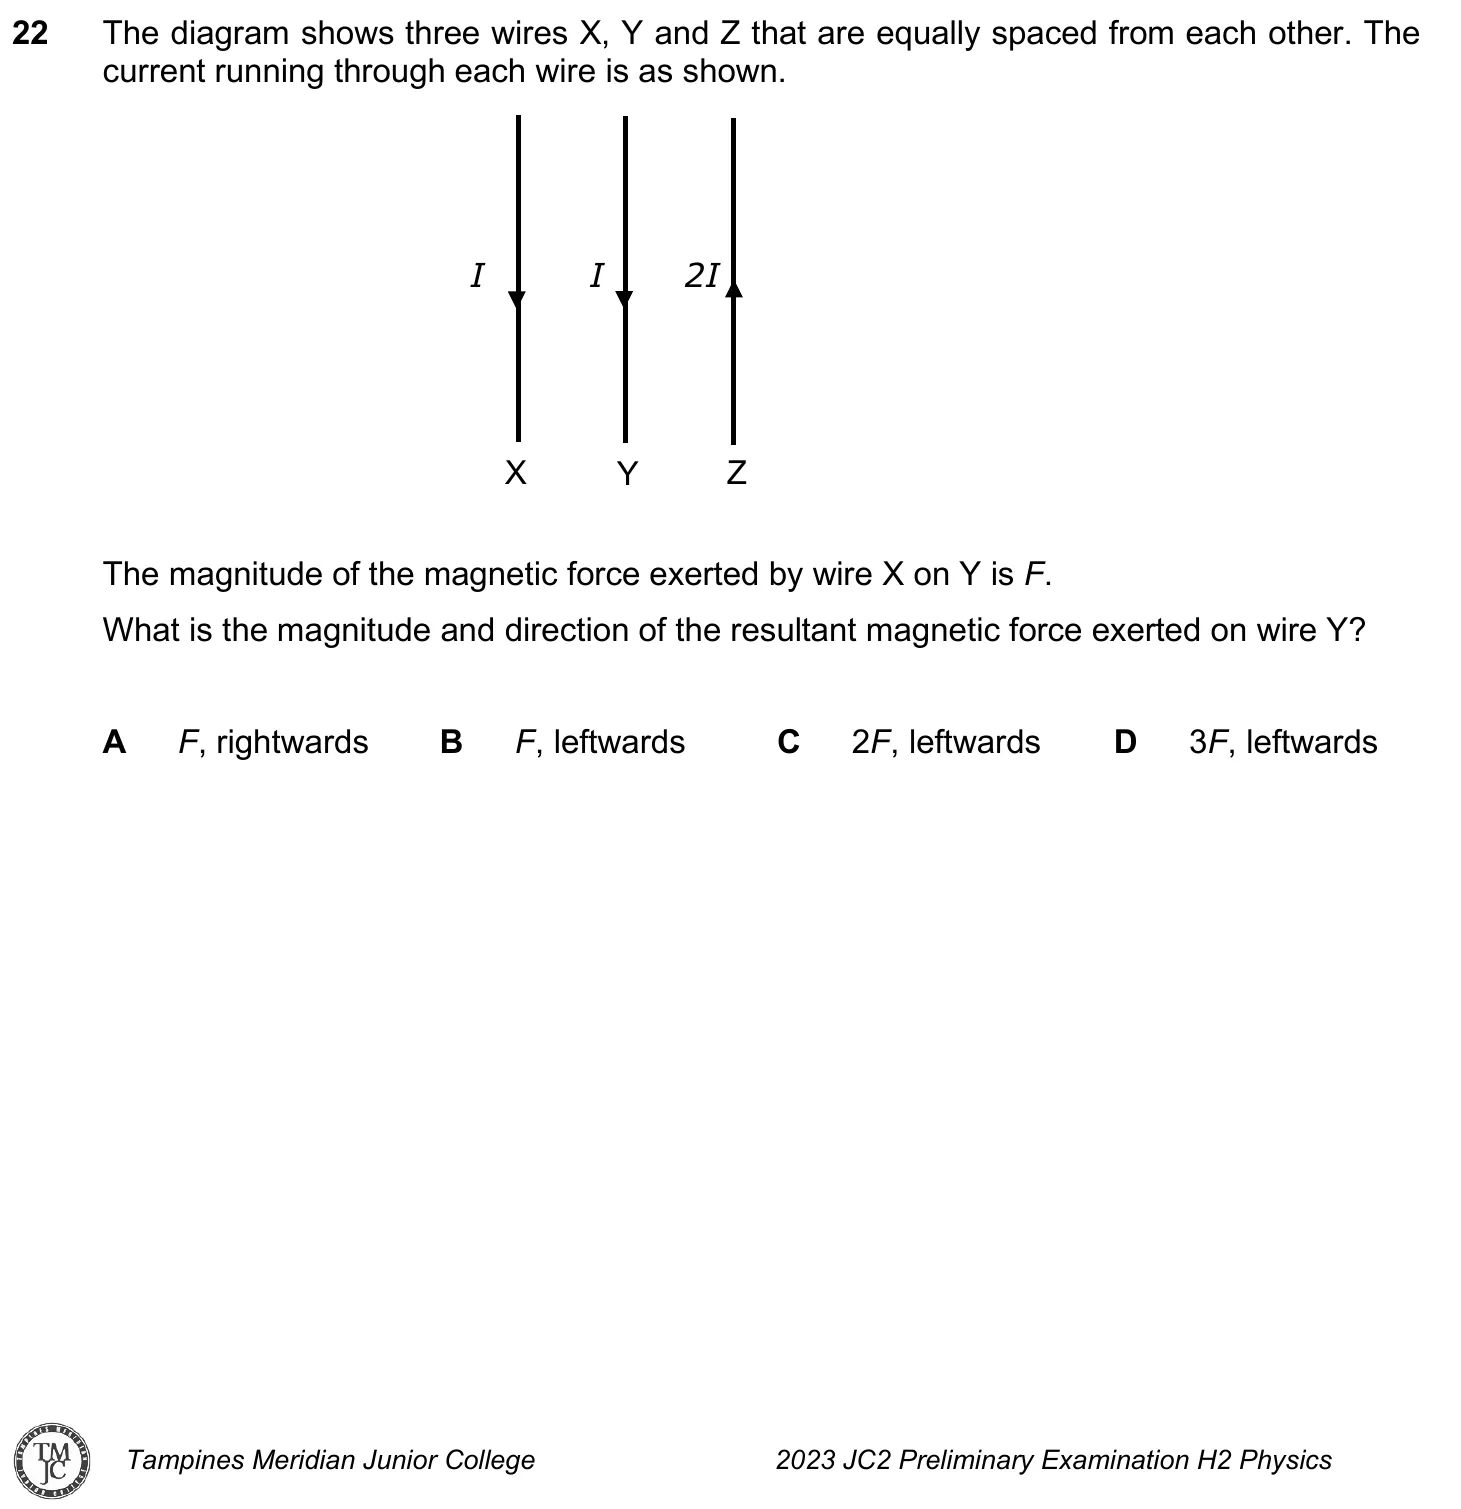 22 The diagram shows three wires X, Y and Z that are equally spaced from each other. The
current running through each wire is as shown.
I I 2I
X Y Z
The magnitude of the magnetic force exerted by wire X on Y is F.
What is the magnitude and direction of the resultant magnetic force exerted on wire Y?
A F, rightwards B F, leftwards C 2F, leftwards D 3F, leftwards
TM
JC
Tampines Meridian Junior College 2023 JC2 Preliminary Examination H2 Physics